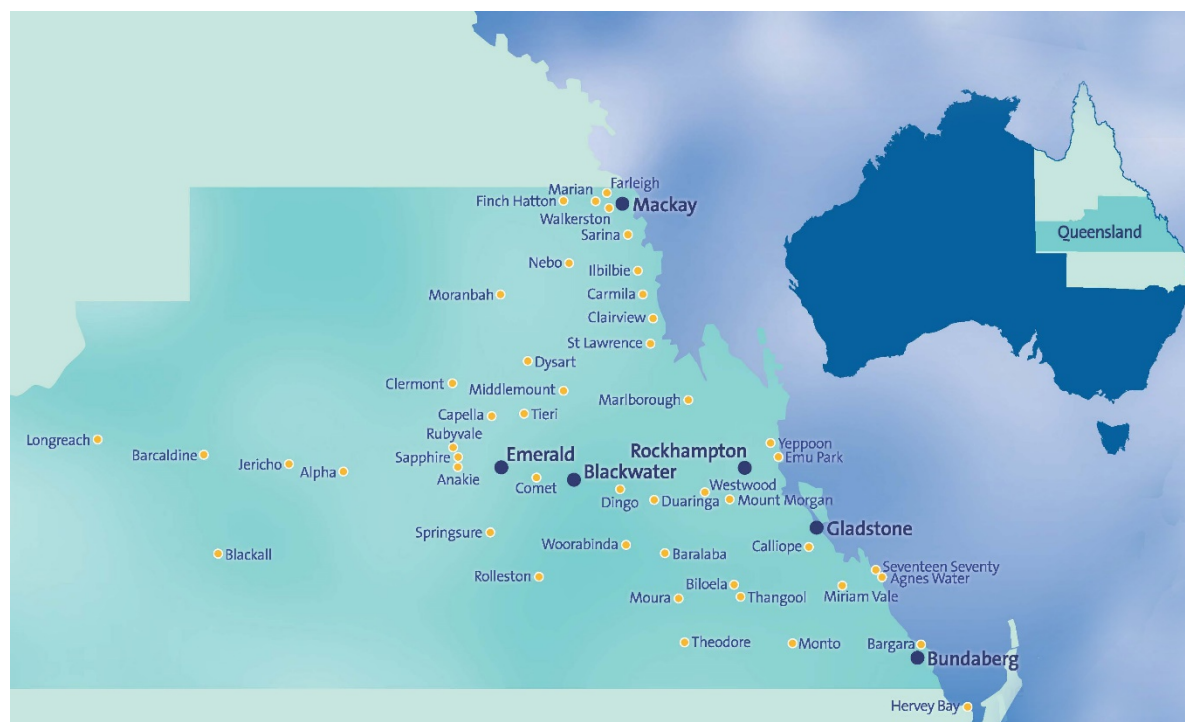 Farleigh
Marian
Finch Hatton
Mackay
Walkerston
Sarina
Queensland
Nebo
Ilbilbie
Moranbah
Carmila
Clairview
St Lawrence
Dysart
Clermont
Middlemount
Marlborough
Capella
Tieri
Rubyvale
Longreach
Yeppoon
Barcaldine
Jericho
Alpha
Sapphire
Emerald
Rockhampton
Emu Park
Anakie
Comet
Blackwater
Westwood
Dingo
Duaringa
Mount Morgan
Gladstone
Springsure
Woorabinda
Calliope
Blackall
Baralaba
Seventeen Seventy
Agnes Water
Rolleston
Biloela
Moura
Thangool
Miriam Vale
Theodore
Monto
Bargara
Bundaberg
Hervey Bay